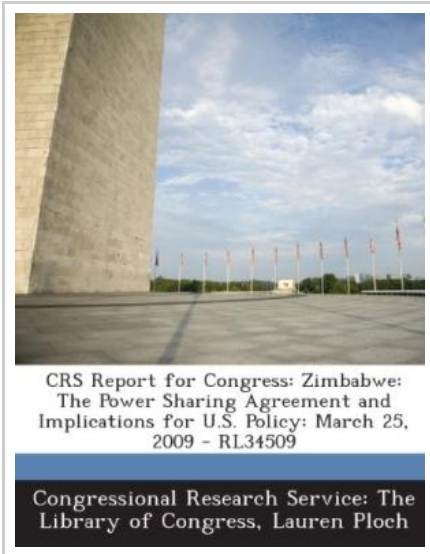 CRS Report for Congress: Zimbabwe:
The Power Sharing Agreement and
Implications for U.S. Policy: March 25,
2009 - RL34509
Congressional Research Service: The
Library of Congress, Lauren Ploch